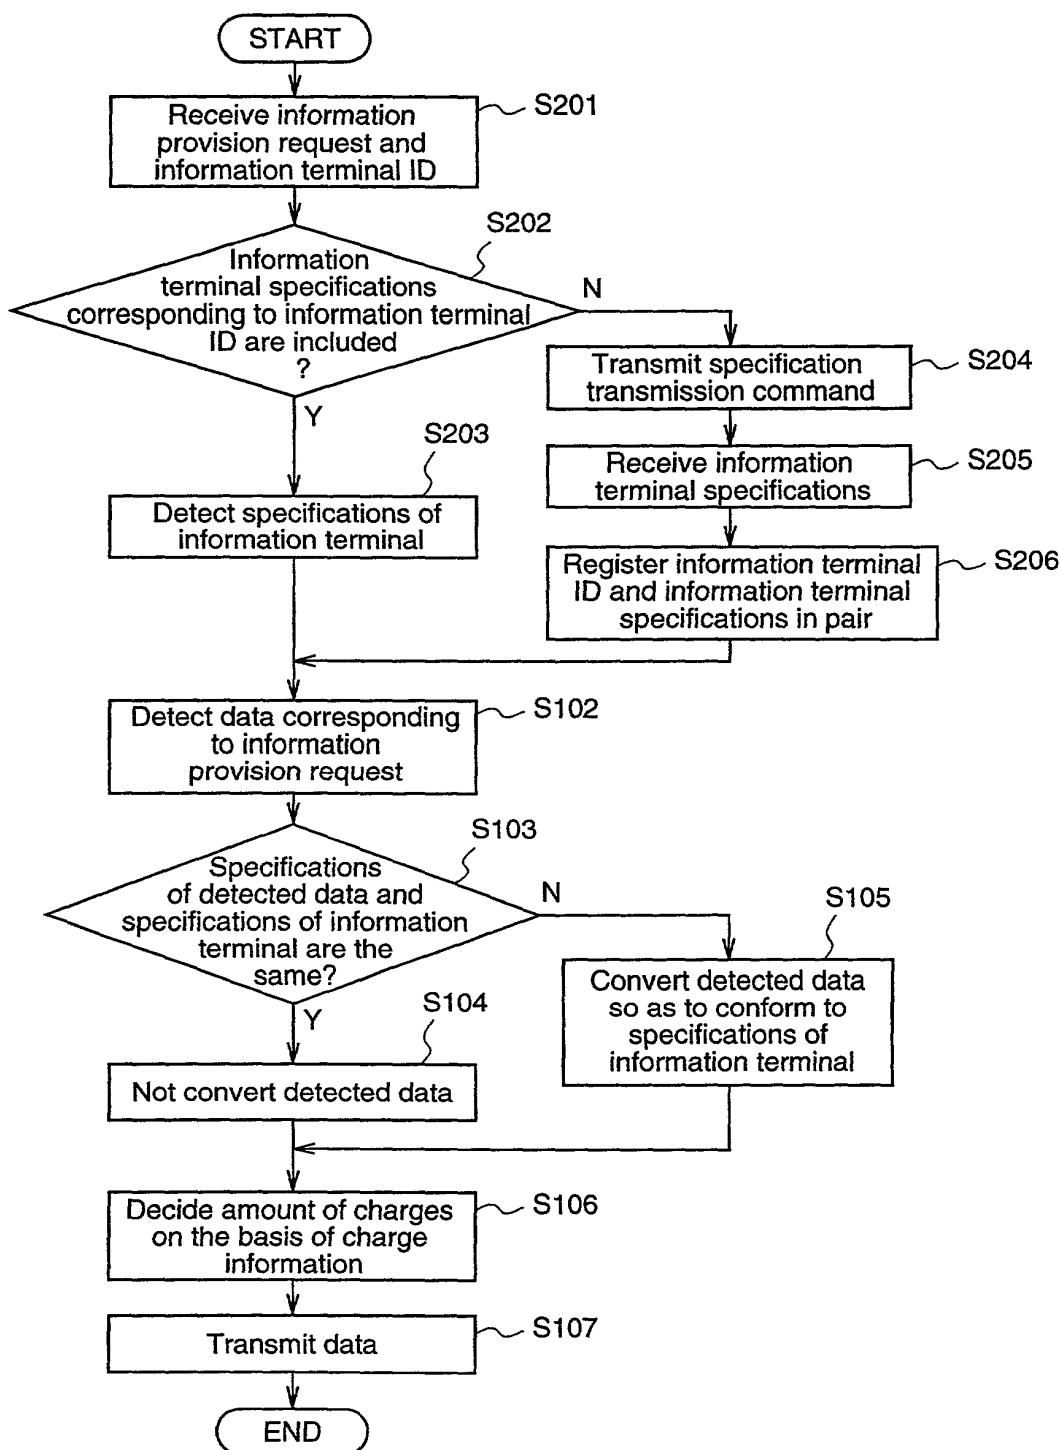 START
Receive information
provision request and
information terminal ID
S201
S202
Information
terminal specifications
corresponding to information terminal
ID are included
?
N
Y
Transmit specification
transmission command
S204
S203
Detect specifications of
information terminal
Receive information
terminal specifications
S205
Register information terminal
ID and information terminal
specifications in pair
S206
Detect data corresponding
to information
provision request
S102
S103
Specifications
of detected data and
specifications of information
terminal are the
same?
N
Y
S105
Convert detected data
so as to conform to
specifications of
information terminal
S104
Not convert detected data
Decide amount of charges
on the basis of charge
information
S106
Transmit data
S107
END